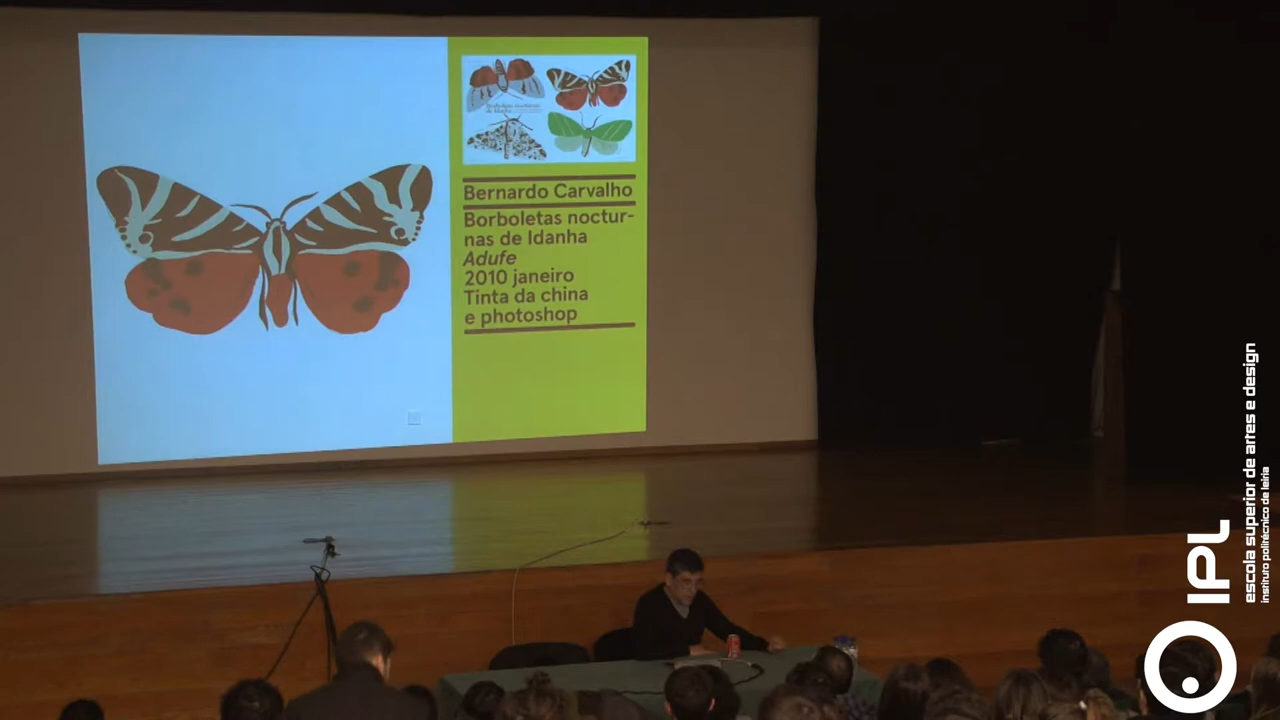 Bernardo Carvalho
Borboletas noctur-
nas de Idanha
Adufe
2010 janeiro
Tinta da china
e photoshop
IPL
escola superior de artes e design
instituto politécnico de leiria